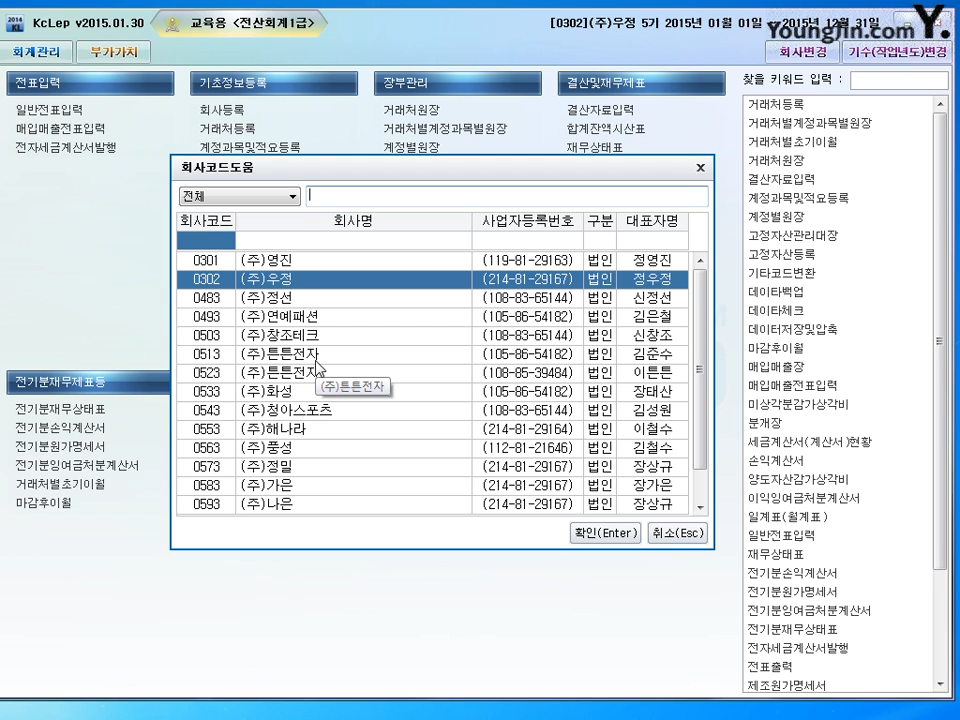 2014 KL KcLep v2015.01.30 교육용 <전산회계1급> [0302](주)우정 5기 2015년 01월 01일 ~ 2015년 12월 31일
Youngjin.com Y.
회계관리 부가가치 회사변경 기수(작업년도)변경
전표입력 기초정보등록 장부관리 결산및재무제표 찾을 키워드 입력 :
일반전표입력 회사등록 거래처원장 결산자료입력
매입매출전표입력 거래처등록 거래처별계정과목별원장 합계잔액시산표
전자세금계산서발행 계정과목및적요등록 계정별원장 재무상태표
회사코드도움 X
전체
회사코드 회사명 사업자등록번호 구분 대표자명
0301 (주)영진 (119-81-29163) 법인 정영진
0302 (주)우정 (214-81-29167) 법인 정우정
0483 (주)정선 (108-83-65144) 법인 신정선
0493 (주)연예패션 (105-86-54182) 법인 김은철
0503 (주)창조테크 (108-83-65144) 법인 신창조
0513 (주)튼튼전자 (105-86-54182) 법인 김준수
0523 (주)튼튼전자 (108-85-39484) 법인 이튼튼
(주)튼튼전자
0533 (주)화성 (105-86-54182) 법인 장태산
0543 (주)청아스포츠 (108-83-65144) 법인 김성원
0553 (주)해나라 (214-81-29164) 법인 이철수
0563 (주)풍성 (112-81-21646) 법인 김철수
0573 (주)정밀 (214-81-29167) 법인 장상규
0583 (주)가은 (214-81-29167) 법인 장가은
0593 (주)나은 (214-81-29167) 법인 장상규
확인(Enter) 취소(Esc)
전기분재무제표등
전기분재무상태표
전기분손익계산서
전기분원가명세서
전기분잉여금처분계산서
거래처별초기이월
마감후이월
거래처등록
거래처별계정과목별원장
거래처별초기이월
거래처원장
결산자료입력
계정과목및적요등록
계정별원장
고정자산관리대장
고정자산등록
기타코드변환
데이타백업
데이타체크
데이터저장및압축
마감후이월
매입매출장
매입매출전표입력
미상각분감가상각비
분개장
세금계산서(계산서)현황
손익계산서
양도자산감가상각비
이익잉여금처분계산서
일계표(월계표)
일반전표입력
재무상태표
전기분손익계산서
전기분원가명세서
전기분잉여금처분계산서
전기분재무상태표
전자세금계산서발행
전표출력
제조원가명세서